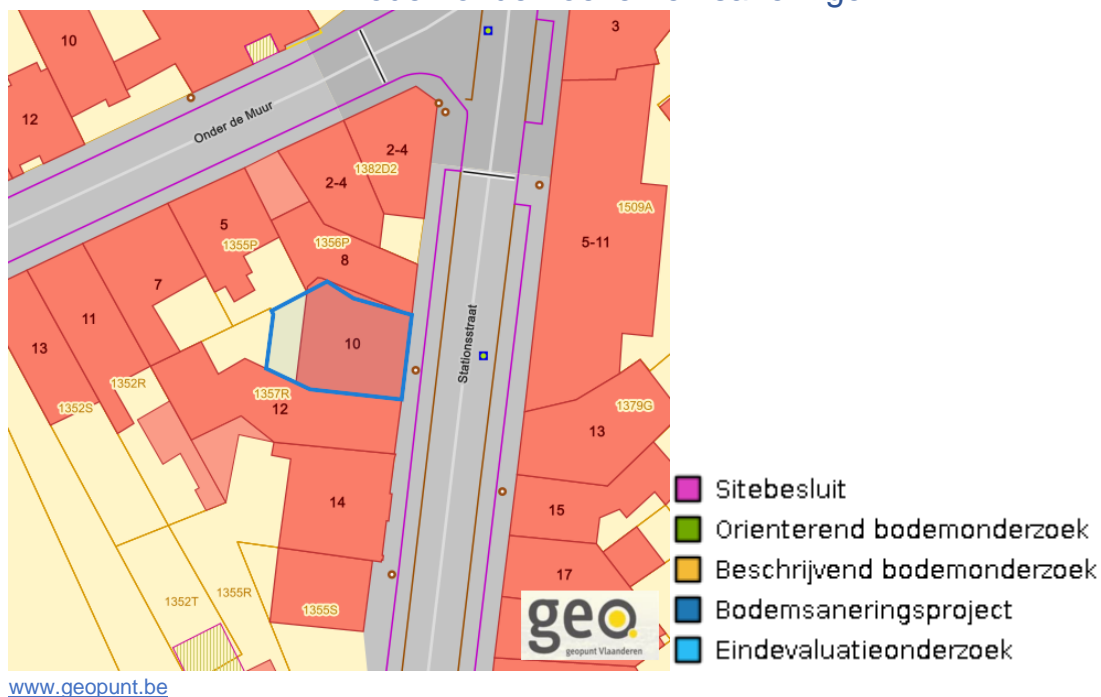 10
3
12
Onder de Muur
2-4
1382D2
2-4
1509A
5
1355P
1356P
8
5-11
7
11
10
Stationsstraat
13
1352R
1357R
12
1352S
1379G
13
14
15
17
1352T
1355R
1355S
geo.
geopunt Vlaanderen
Sitebesluit
Orienterend bodemonderzoek
Beschrijvend bodemonderzoek
Bodemsaneringsproject
Eindevaluatieonderzoek
www.geopunt.be